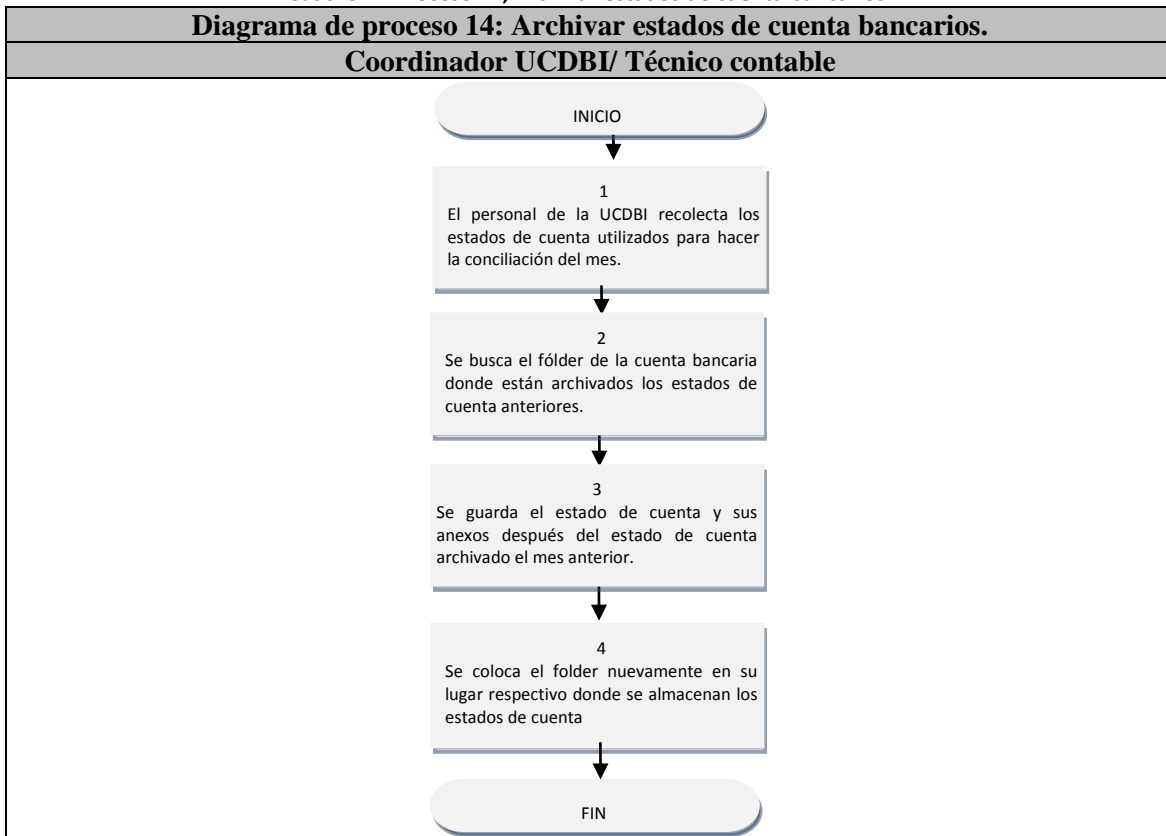 Diagrama de proceso 14: Archivar estados de cuenta bancarios.
Coordinador UCDBI/ Técnico contable
INICIO
1
El personal de la UCDBI recolecta los
estados de cuenta utilizados para hacer
la conciliación del mes.
2
Se busca el fólder de la cuenta bancaria
donde están archivados los estados de
cuenta anteriores.
3
Se guarda el estado de cuenta y sus
anexos después del estado de cuenta
archivado el mes anterior.
4
Se coloca el folder nuevamente en su
lugar respectivo donde se almacenan los
estados de cuenta
FIN